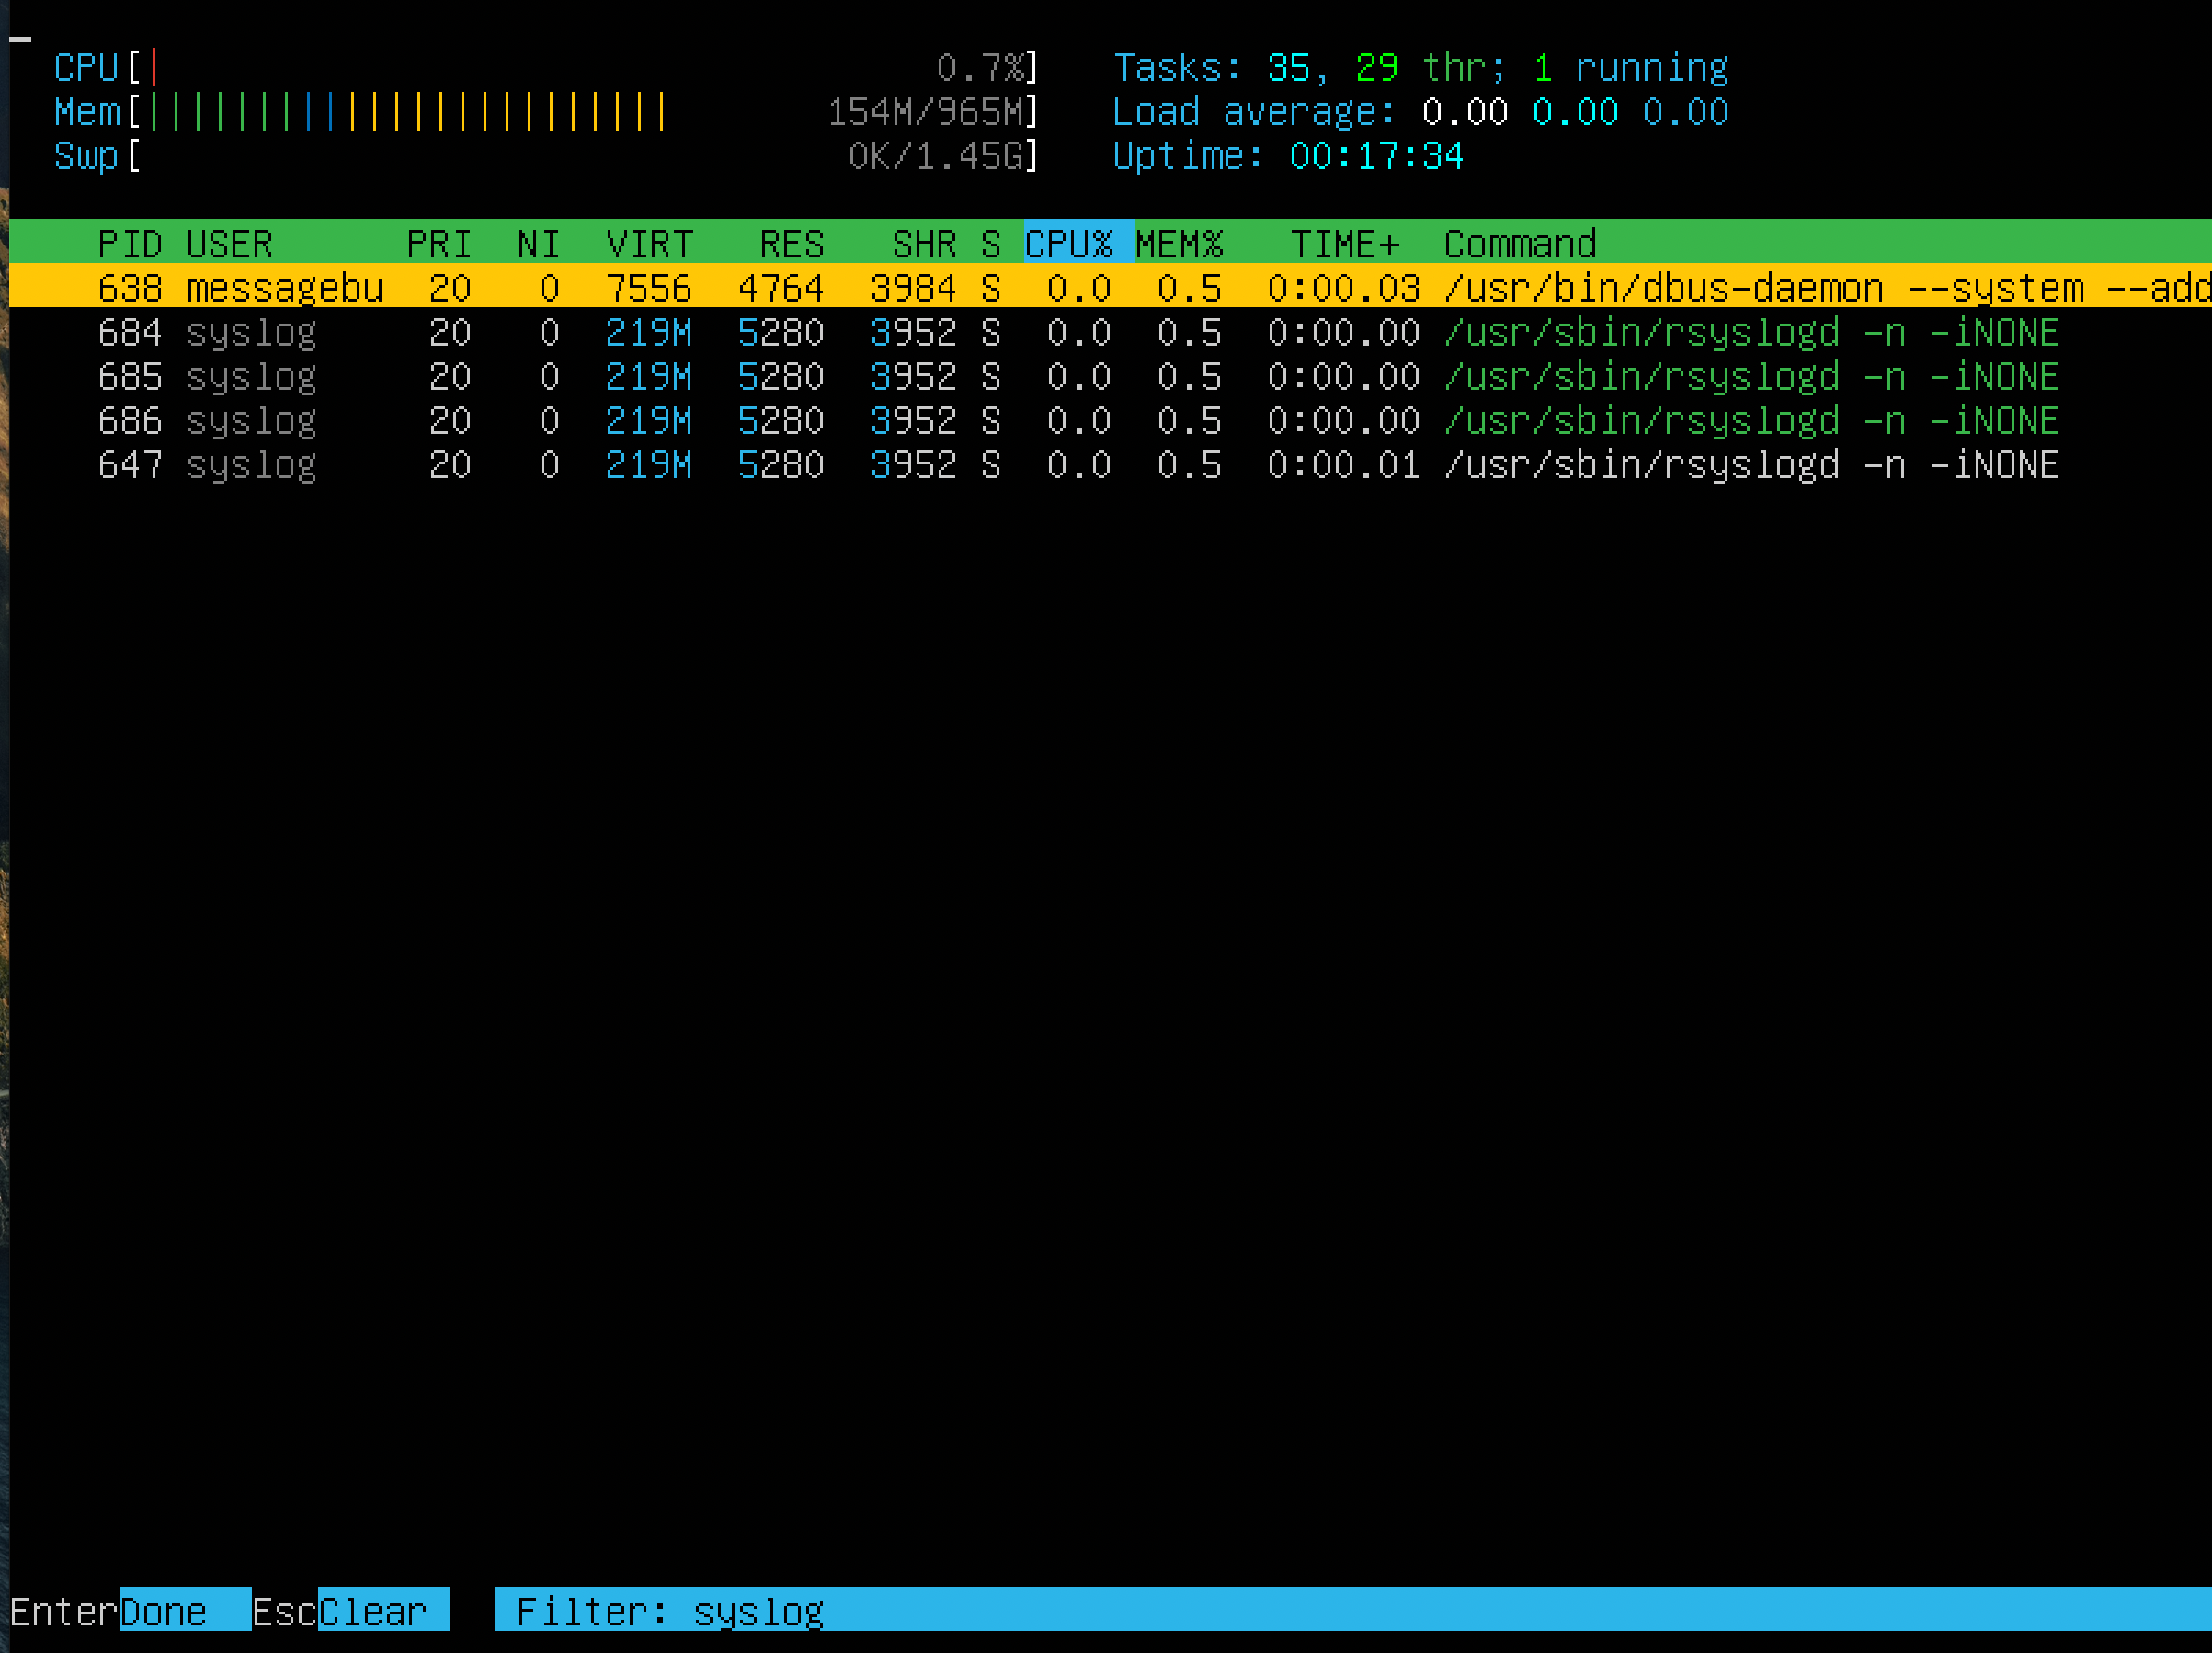 CPU[| 0.7%] Tasks: 35, 29 thr; 1 running
Mem[|||||||||||||||||||||||| 154M/965M] Load average: 0.00 0.00 0.00
Swp[ 0K/1.45G] Uptime: 00:17:34
PID USER PRI NI VIRT RES SHR S CPU% MEM% TIME+ Command
638 messagebu 20 0 7556 4764 3984 S 0.0 0.5 0:00.03 /usr/bin/dbus-daemon --system --add
684 syslog 20 0 219M 5280 3952 S 0.0 0.5 0:00.00 /usr/sbin/rsyslogd -n -iNONE
685 syslog 20 0 219M 5280 3952 S 0.0 0.5 0:00.00 /usr/sbin/rsyslogd -n -iNONE
686 syslog 20 0 219M 5280 3952 S 0.0 0.5 0:00.00 /usr/sbin/rsyslogd -n -iNONE
647 syslog 20 0 219M 5280 3952 S 0.0 0.5 0:00.01 /usr/sbin/rsyslogd -n -iNONE
EnterDone EscClear Filter: syslog